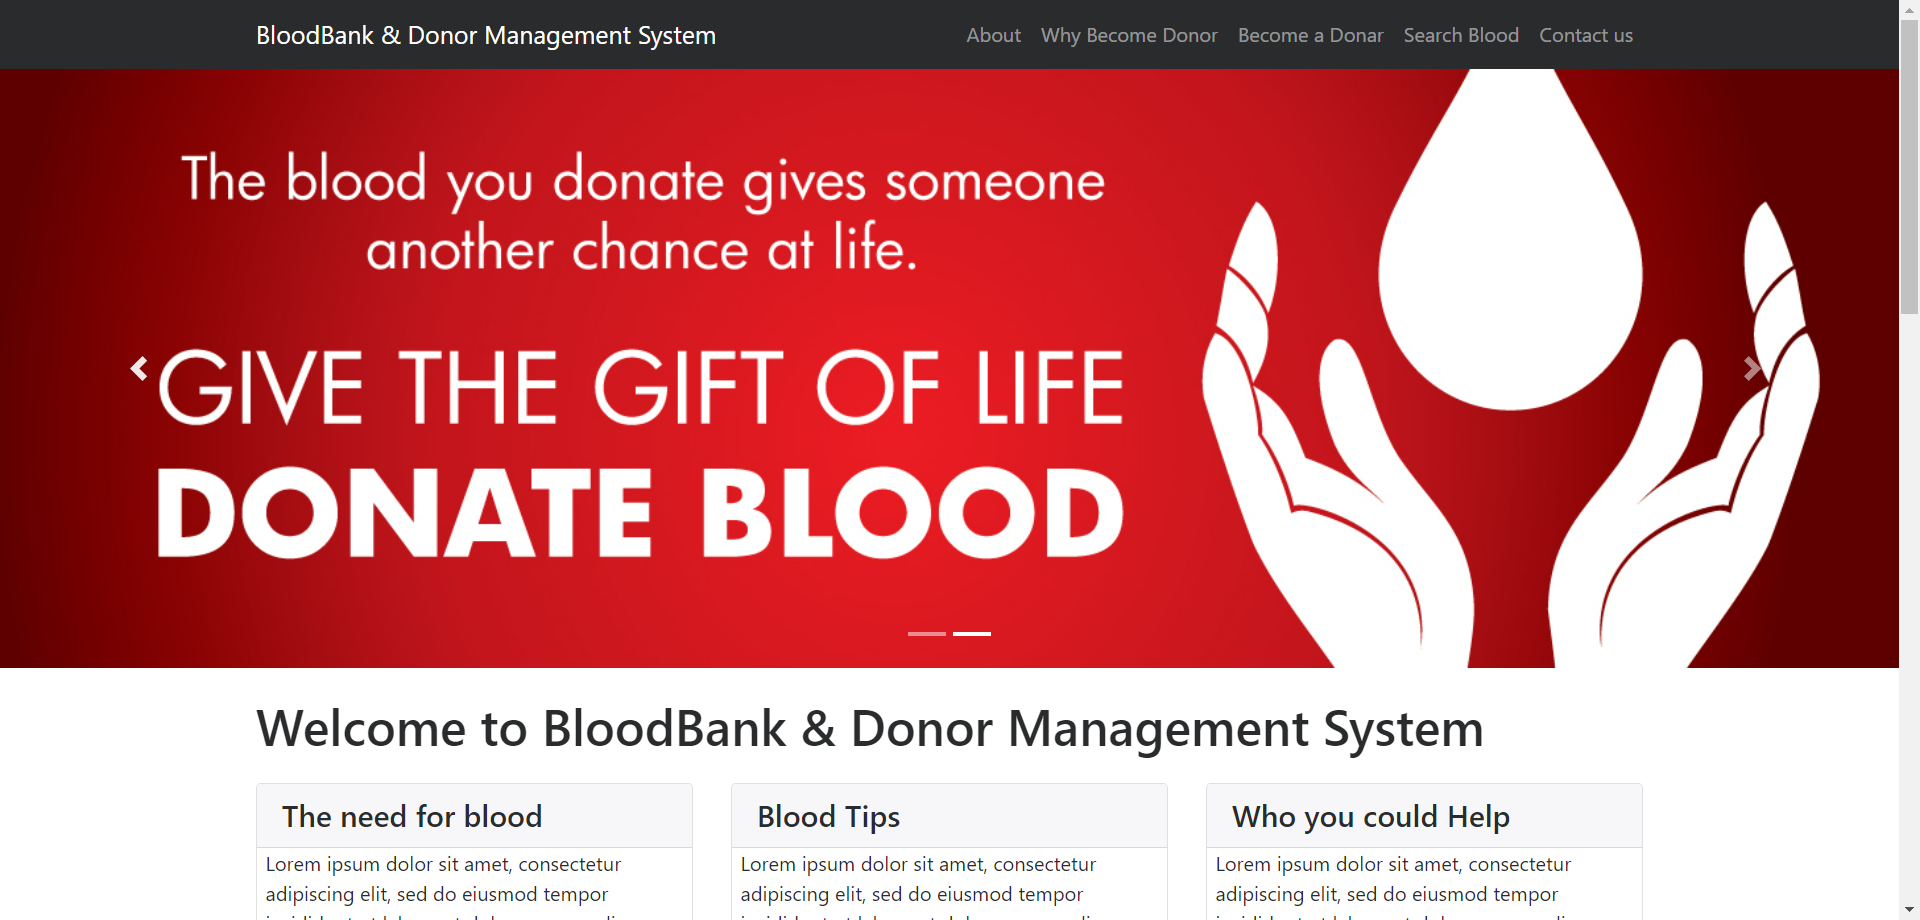 BloodBank & Donor Management System
About Why Become Donor Become a Donar Search Blood Contact us
The blood you donate gives someone
another chance at life.
GIVE THE GIFT OF LIFE
DONATE BLOOD
Welcome to BloodBank & Donor Management System
The need for blood
Lorem ipsum dolor sit amet, consectetur
adipiscing elit, sed do eiusmod tempor
Blood Tips
Lorem ipsum dolor sit amet, consectetur
adipiscing elit, sed do eiusmod tempor
Who you could Help
Lorem ipsum dolor sit amet, consectetur
adipiscing elit, sed do eiusmod tempor